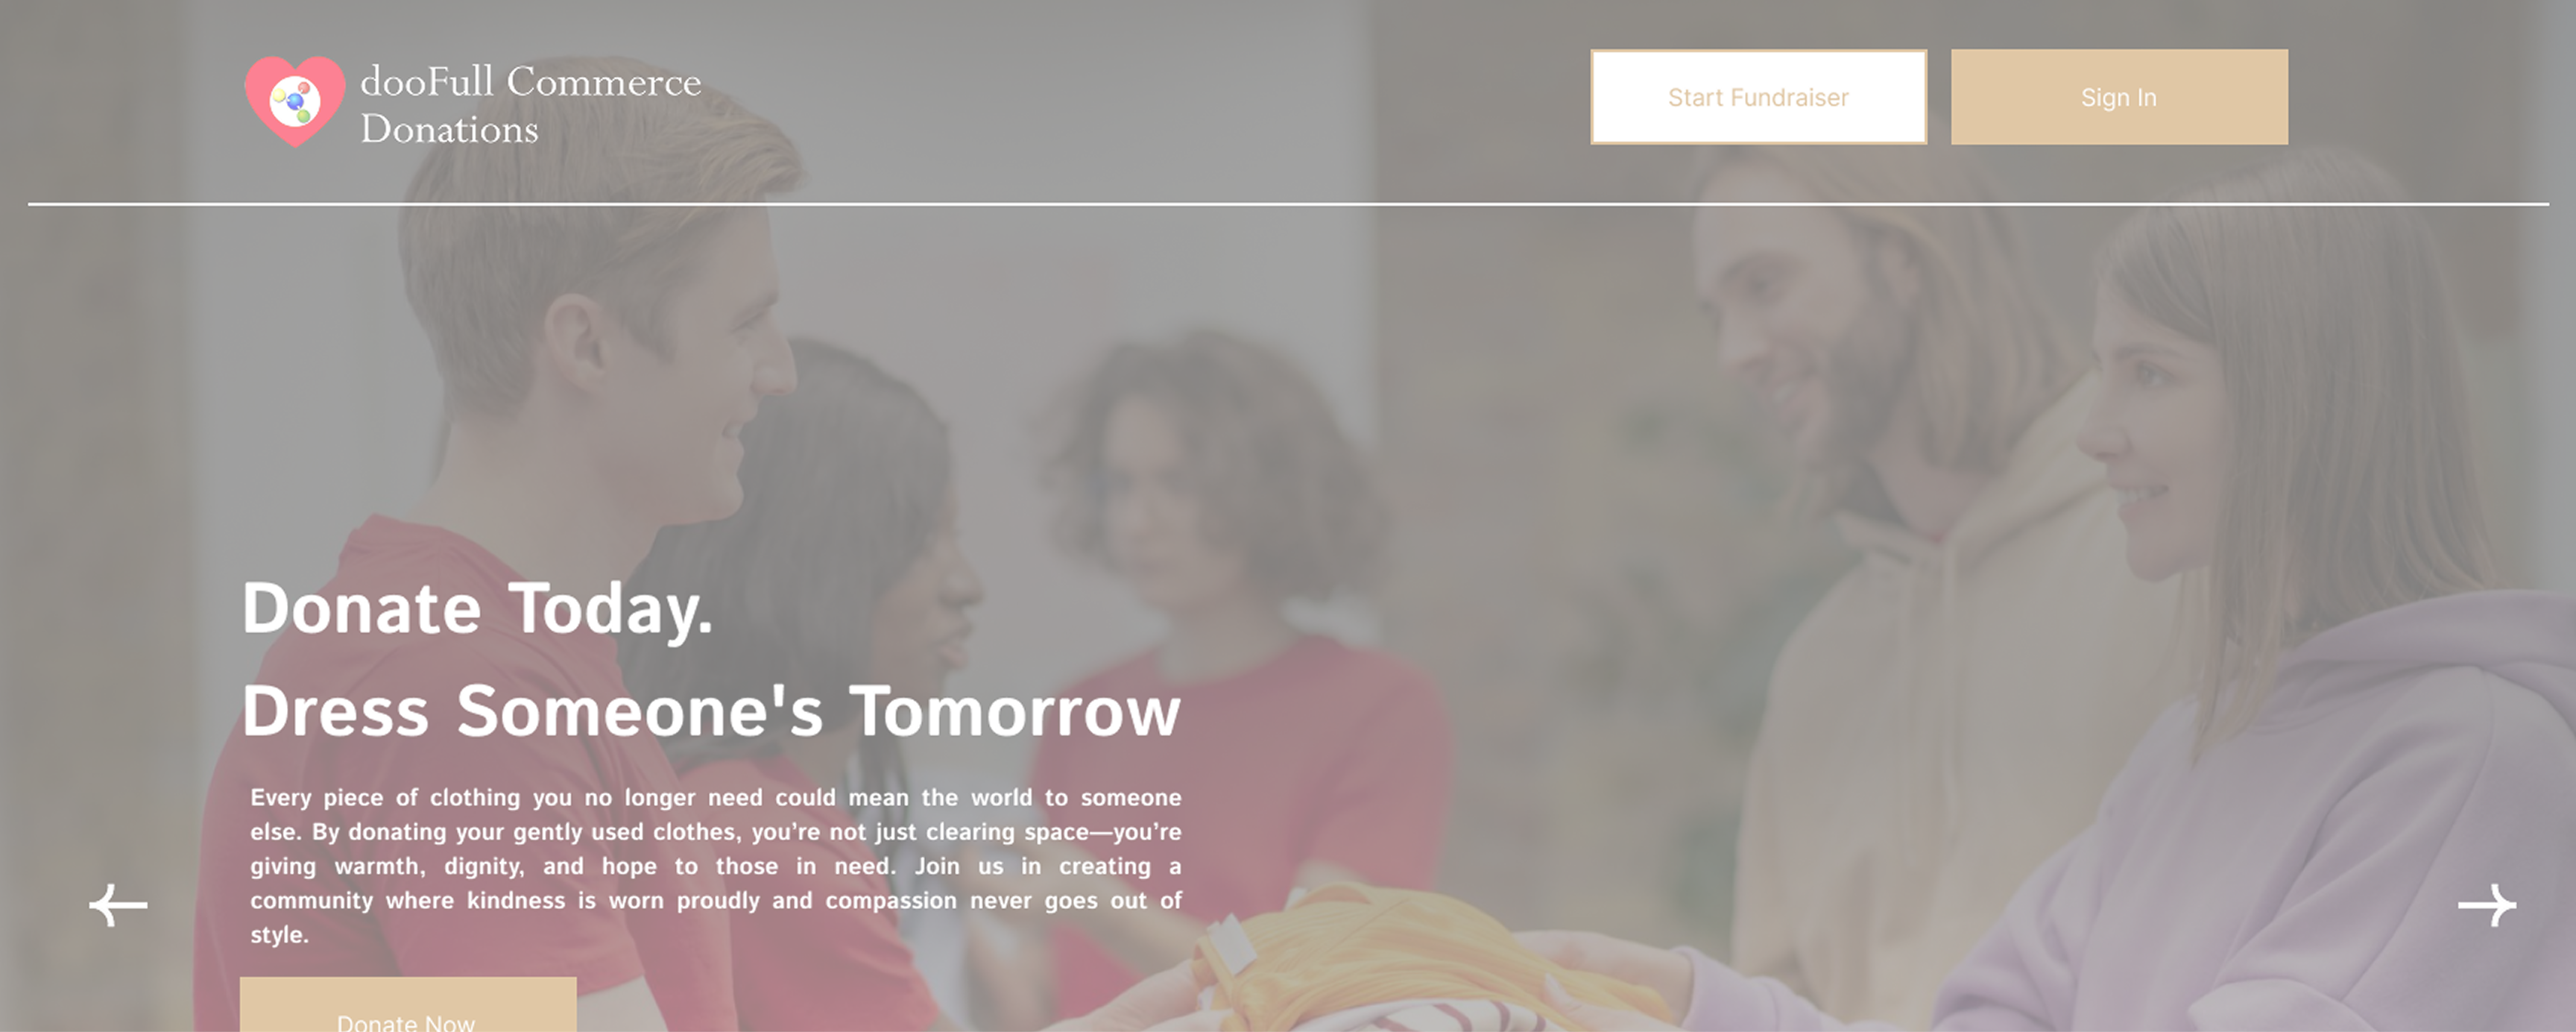 dooFull Commerce
Donations
Start Fundraiser
Sign In
Donate Today.
Dress Someone's Tomorrow
Every piece of clothing you no longer need could mean the world to someone
else. By donating your gently used clothes, you’re not just clearing space—you’re
giving warmth, dignity, and hope to those in need. Join us in creating a
community where kindness is worn proudly and compassion never goes out of
style.
Donate Now